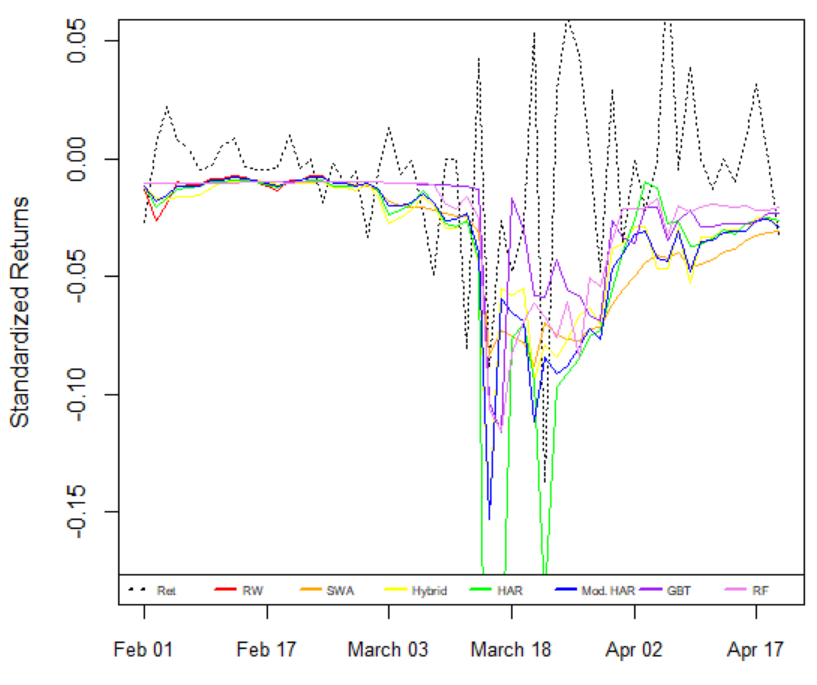 0.05
0.00
-0.05
-0.10
-0.15
Standardized Returns
Ret RW SWA Hybrid HAR Mod. HAR GBT RF
Feb 01 Feb 17 March 03 March 18 Apr 02 Apr 17